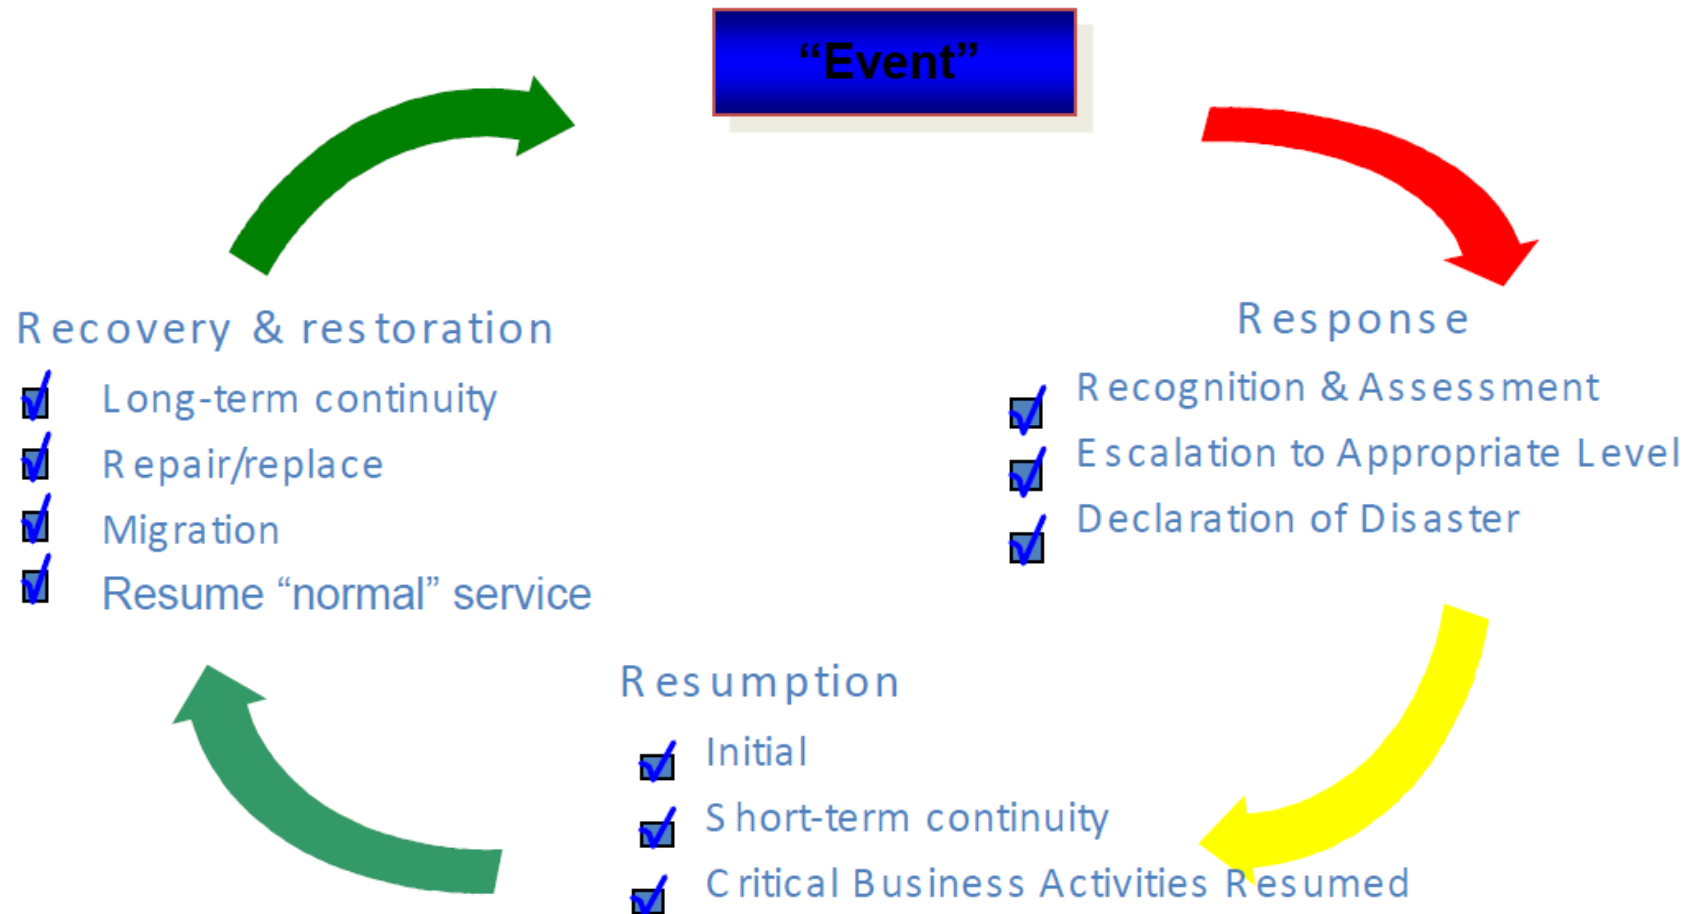 “Event”
Response
Recognition & Assessment
Escalation to Appropriate Level
Declaration of Disaster
Resumption
Initial
Short-term continuity
Critical Business Activities Resumed
Recovery & restoration
Long-term continuity
Repair/replace
Migration
Resume “normal” service